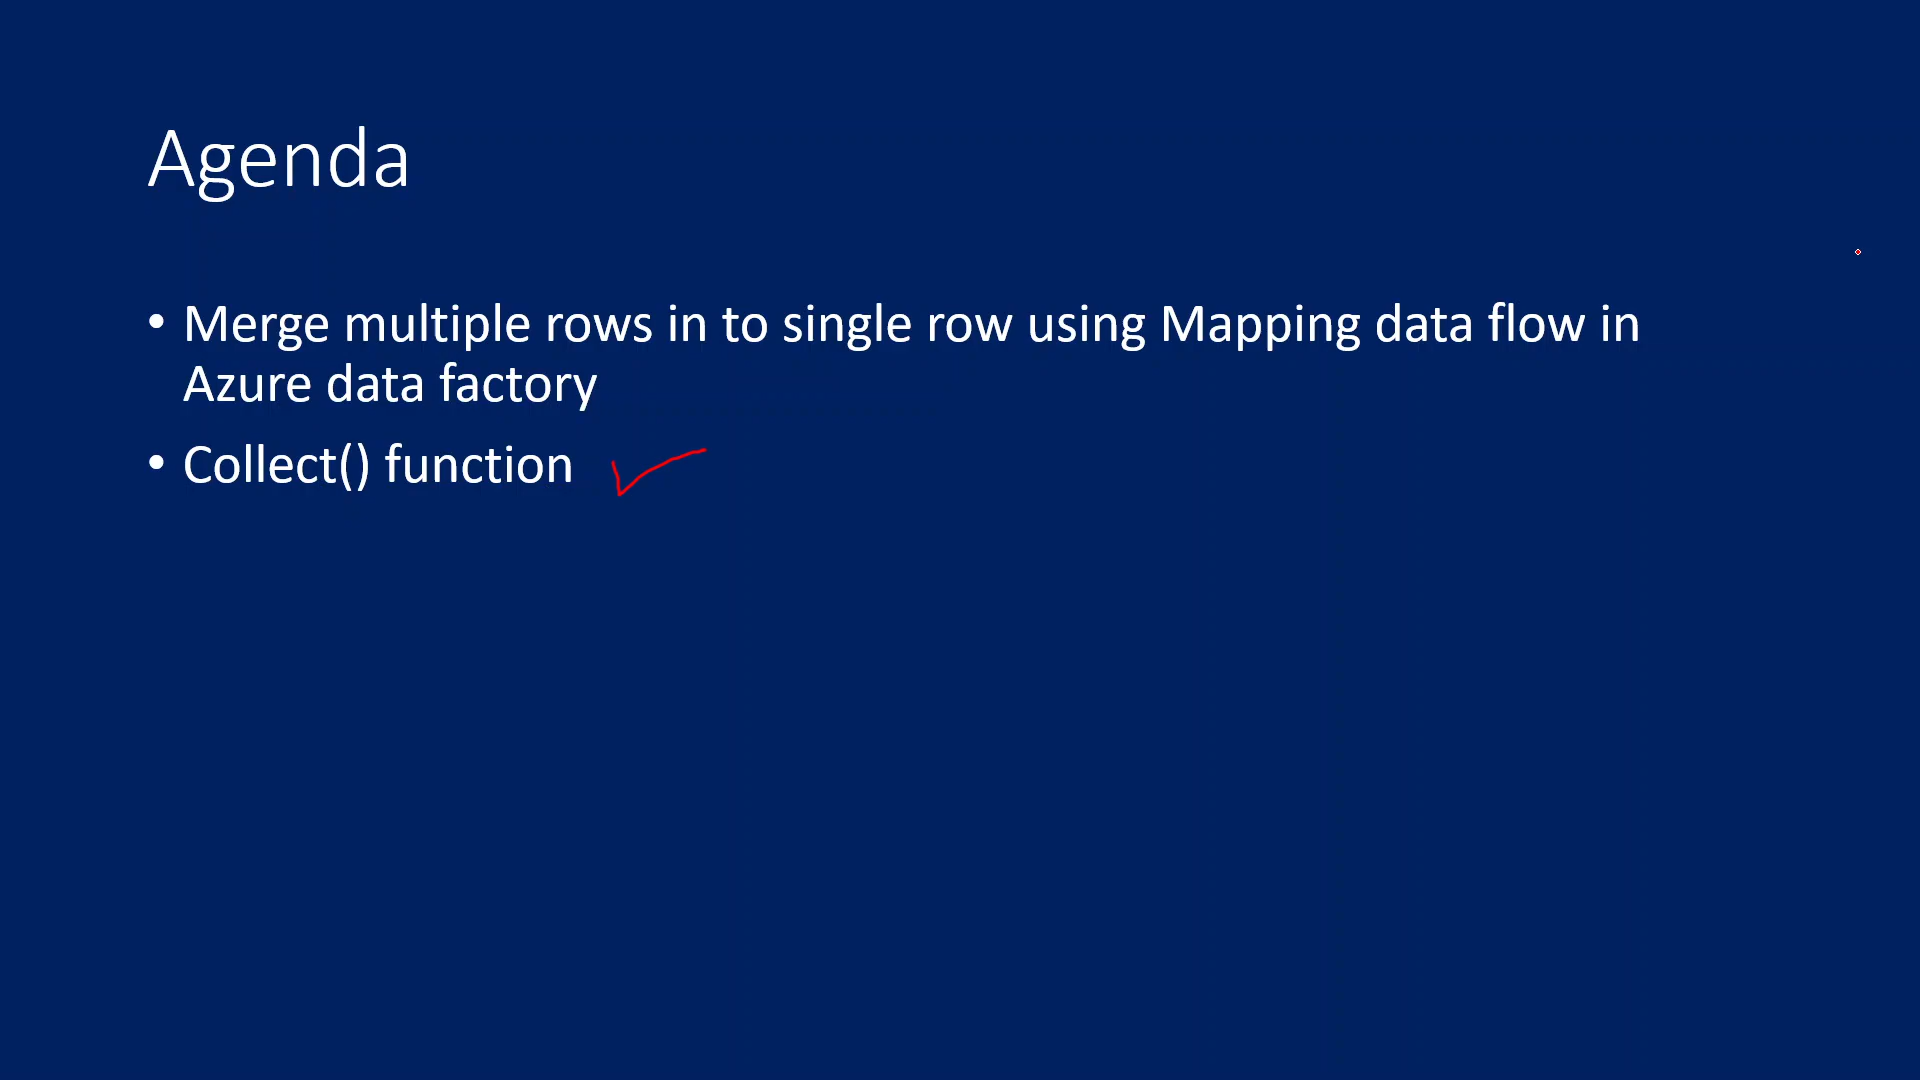 Agenda
• Merge multiple rows in to single row using Mapping data flow in
Azure data factory
• Collect() function